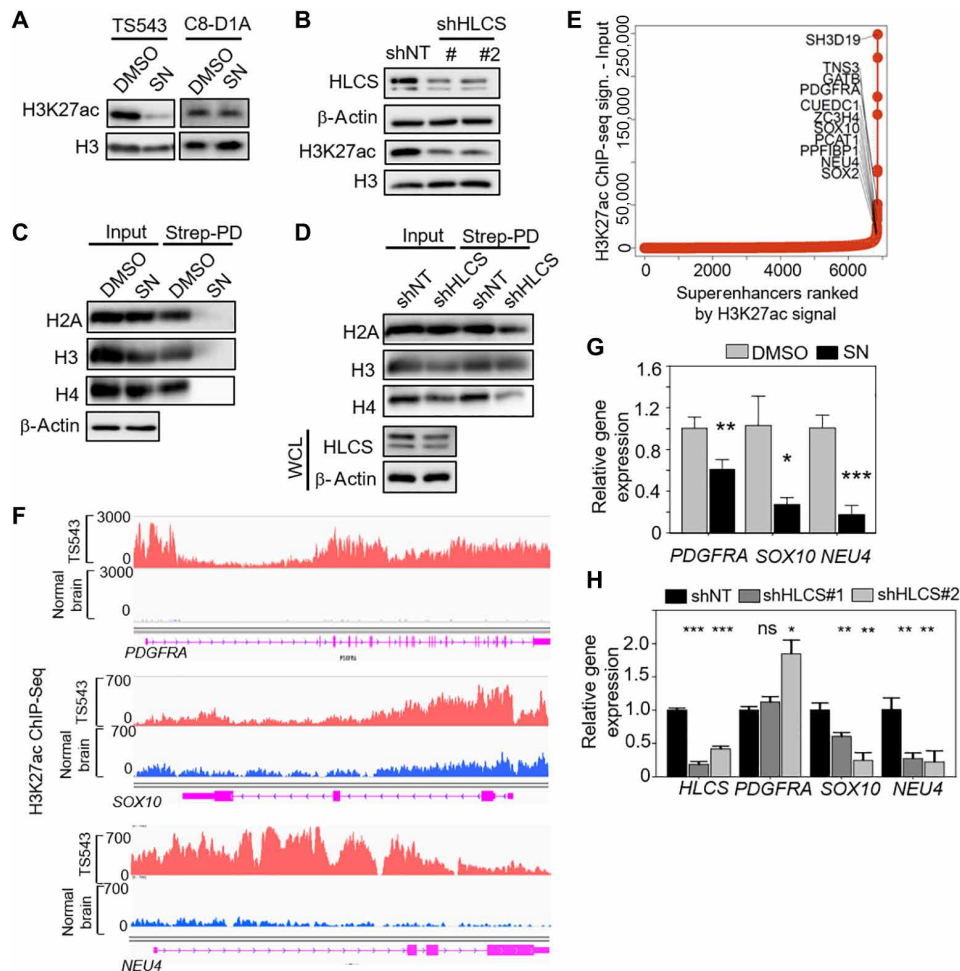 A
TS543 C8-D1A
DMSO SN DMSO SN
H3K27ac
H3
B
shHLCS
shNT # #2
HLCS
β-Actin
H3K27ac
H3
C
Input Strep-PD
DMSO SN DMSO SN
H2A
H3
H4
β-Actin
D
Input Strep-PD
shNT shHLCS shNT shHLCS
H2A
H3
H4
WCL
HLCS
β-Actin
E
H3K27ac ChIP-seq sign. - Input
250,000
150,000
50,000
0
SH3D19
TNS3
GATB
PDGFRA
CUEDC1
ZC3H4
SOX10
PCAT1
PPFIBP1
NEU4
SOX2
0 2000 4000 6000
Superenhancers ranked
by H3K27ac signal
F
H3K27ac ChIP-Seq
TS543
3000
0
Normal
brain
3000
0
PDGFRA
TS543
700
0
Normal
brain
700
0
SOX10
TS543
700
0
Normal
brain
700
0
NEU4
G
DMSO SN
Relative gene
expression
1.6
1.2
0.8
0.4
0
** * ***
PDGFRA SOX10 NEU4
H
shNT shHLCS#1 shHLCS#2
Relative gene
expression
2.0
1.5
1.0
0.5
0
*** *** ns * ** ** ** **
HLCS PDGFRA SOX10 NEU4